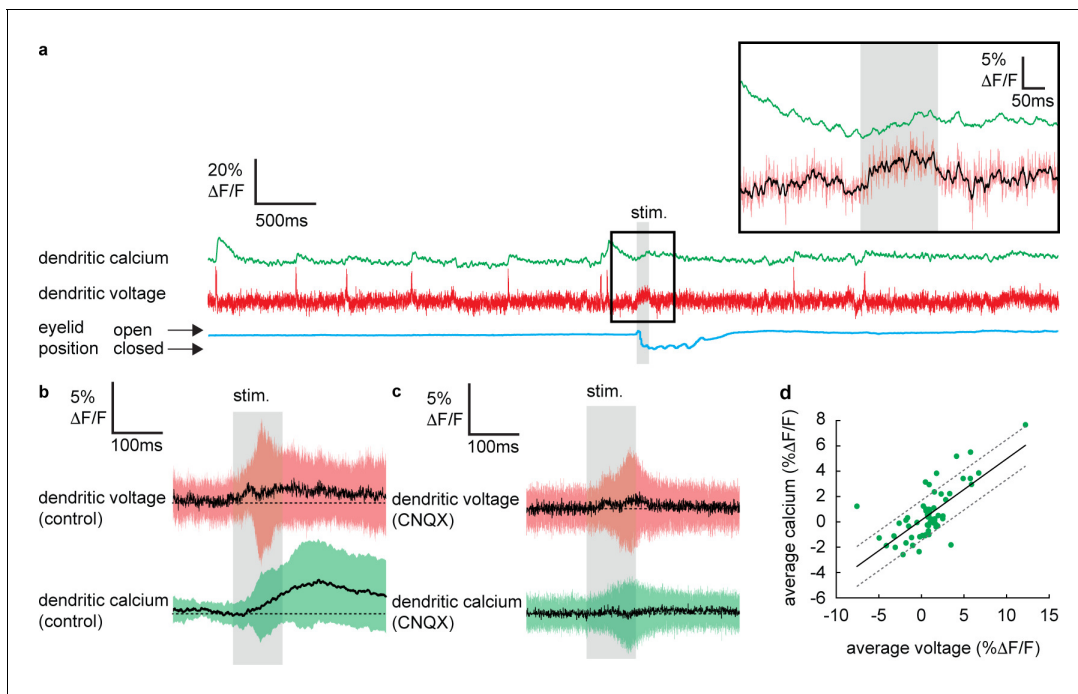 a
5%
ΔF/F
50ms
20%
ΔF/F
500ms
stim.
dendritic calcium
dendritic voltage
eyelid open
position closed
b
5%
ΔF/F
100ms
stim.
dendritic voltage
(control)
dendritic calcium
(control)
c
5%
ΔF/F
100ms
stim.
dendritic voltage
(CNQX)
dendritic calcium
(CNQX)
d
average calcium (%ΔF/F)
8
6
4
2
0
-2
-4
-6
-10 -5 0 5 10 15
average voltage (%ΔF/F)